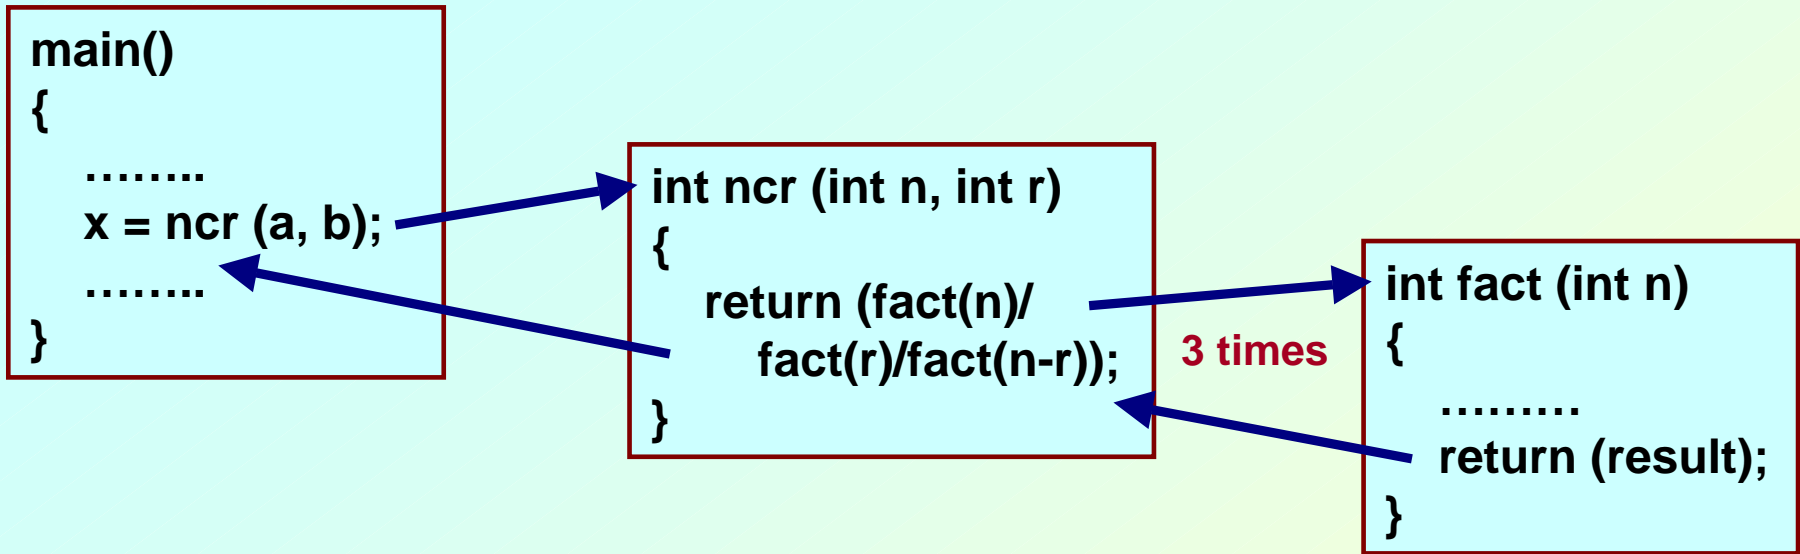 main()
{
……..
x = ncr (a, b);
……..
}
int ncr (int n, int r)
{
return (fact(n)/
fact(r)/fact(n-r));
}
3 times
int fact (int n)
{
………
return (result);
}